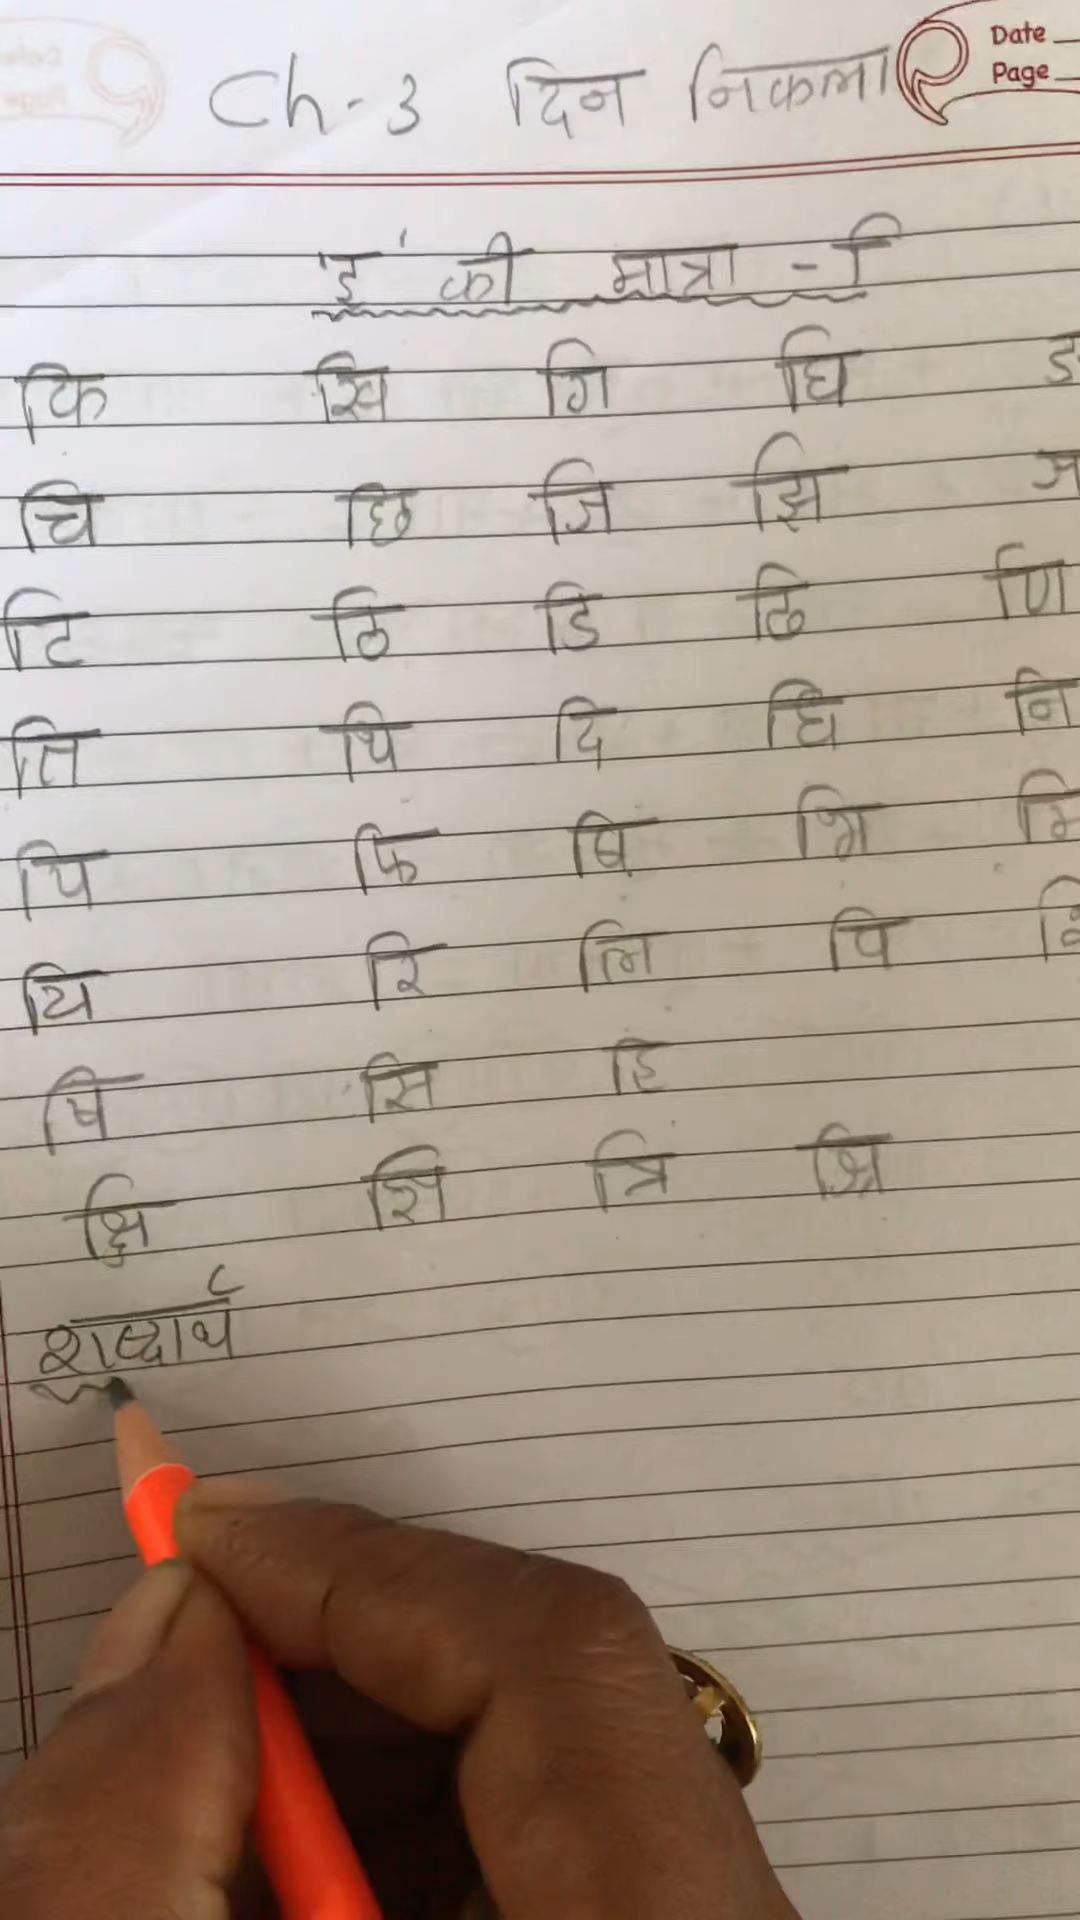 Date
Page
Ch-3 दिन निकला
'इ' की मात्रा - ि
कि खि गि घि ङ
चि छि जि झि ञ
टि ठि डि ढि णि
ति थि दि धि नि
पि फि बि भि मि
यि रि लि वि
षि सि हि
क्षि शि त्रि श्रि
शब्दार्थ